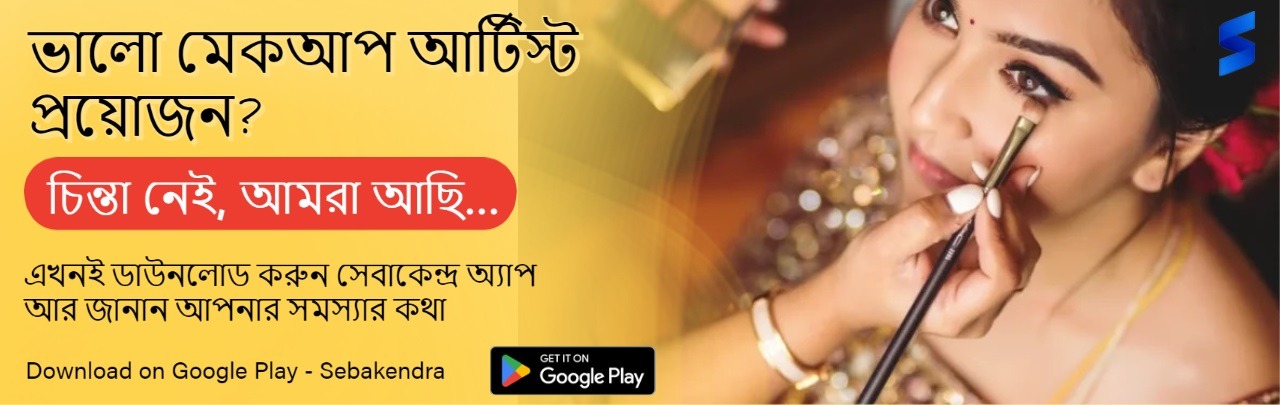 ভালো মেকআপ আর্টিস্ট
প্রয়োজন?
চিন্তা নেই, আমরা আছি...
এখনই ডাউনলোড করুন সেবাকেন্দ্র অ্যাপ
আর জানান আপনার সমস্যার কথা
Download on Google Play - Sebakendra
GET IT ON
Google Play